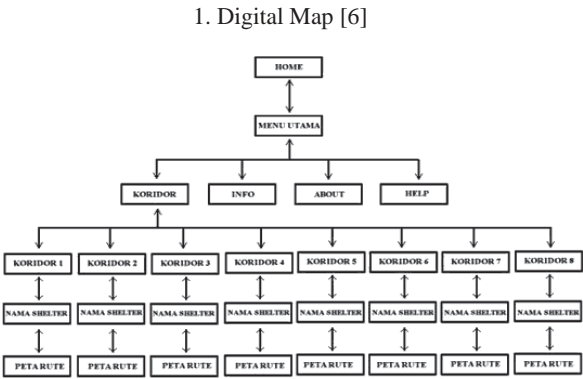 1. Digital Map [6]
HOME
MENU UTAMA
KORIDOR INFO ABOUT HELP
KORIDOR 1 KORIDOR 2 KORIDOR 3 KORIDOR 4 KORIDOR 5 KORIDOR 6 KORIDOR 7 KORIDOR 8
NAMA SHELTER NAMA SHELTER NAMA SHELTER NAMA SHELTER NAMA SHELTER NAMA SHELTER NAMA SHELTER NAMA SHELTER
PETA RUTE PETA RUTE PETA RUTE PETA RUTE PETA RUTE PETA RUTE PETA RUTE PETA RUTE